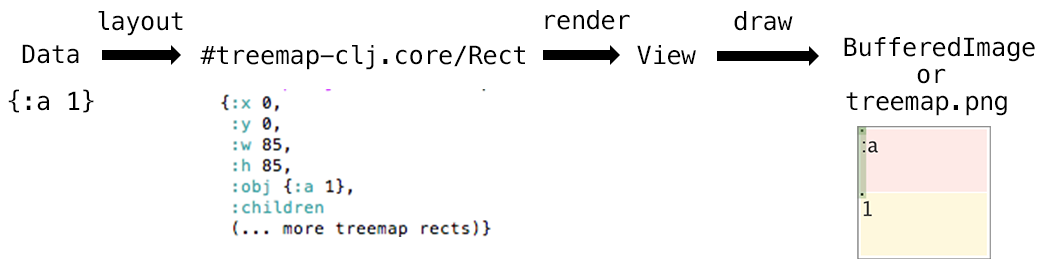 layout
render
draw
Data
#treemap-clj.core/Rect
View
BufferedImage
or
treemap.png
{:a 1}
{:x 0,
:y 0,
:w 85,
:h 85,
:obj {:a 1},
:children
(... more treemap rects)}
:a
1